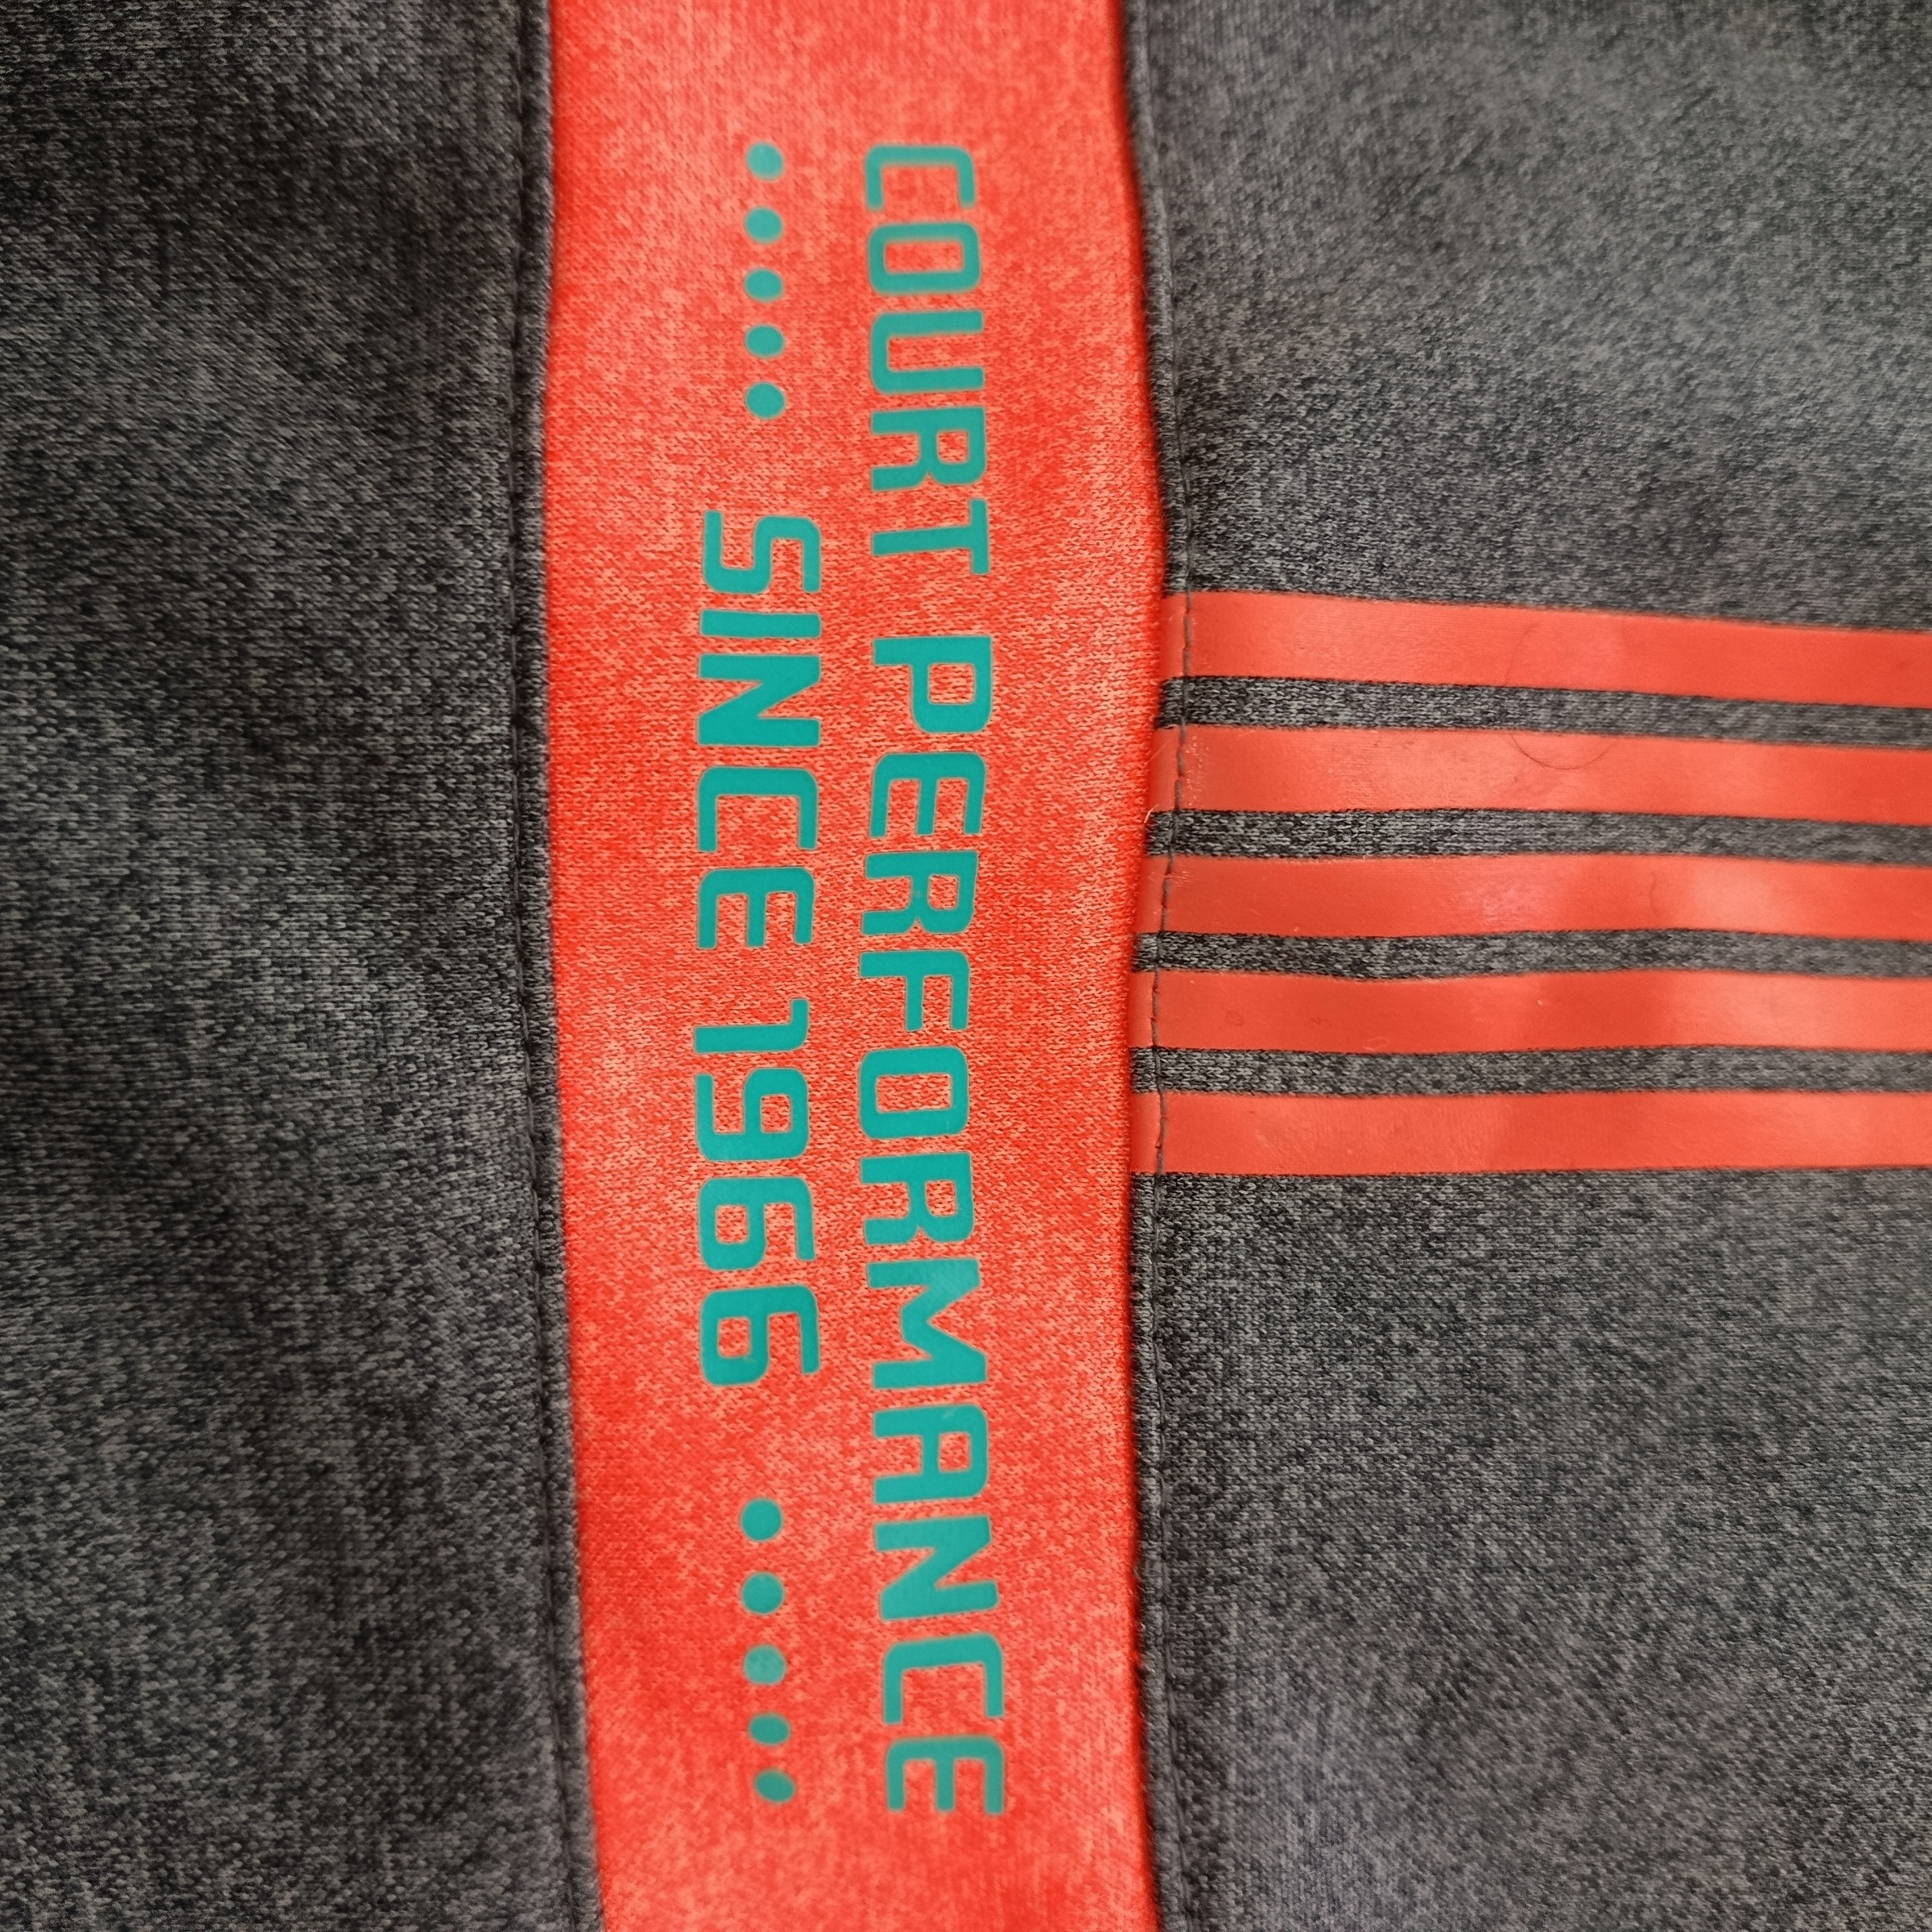 COURT PERFORMANCE
••••• SINCE 1966 •••••